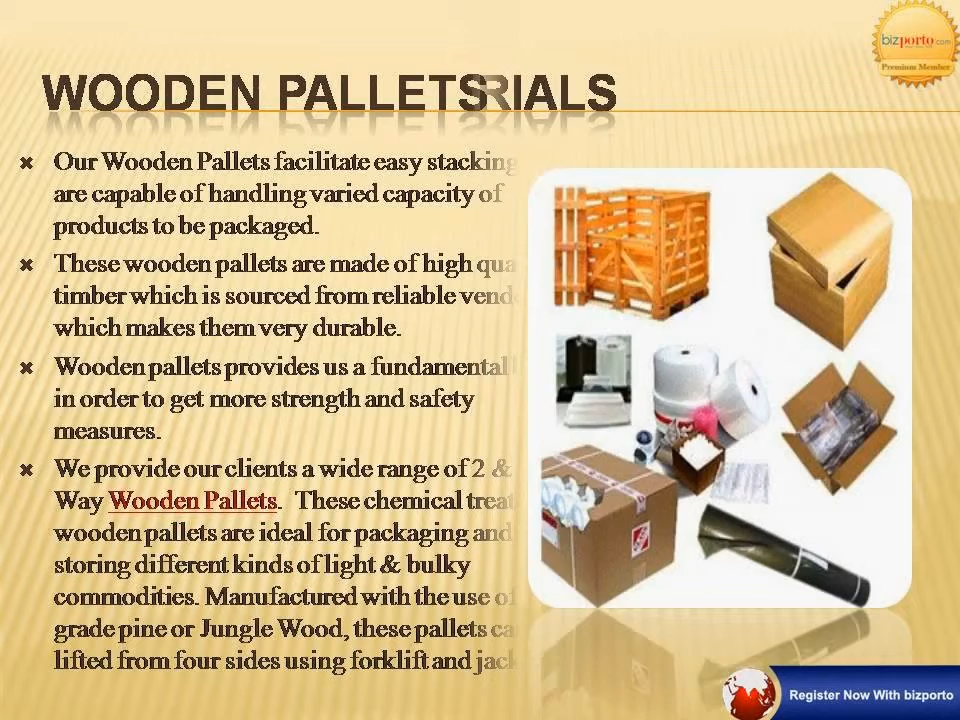 bizporto.com
Premium Member
WOODEN PALLETSRIALS
Our Wooden Pallets facilitate easy stacking
are capable of handling varied capacity of
products to be packaged.
These wooden pallets are made of high qua
timber which is sourced from reliable vend
which makes them very durable.
Wooden pallets provides us a fundamental
in order to get more strength and safety
measures.
We provide our clients a wide range of 2 &
Way Wooden Pallets. These chemical treat
wooden pallets are ideal for packaging and
storing different kinds of light & bulky
commodities. Manufactured with the use of
grade pine or Jungle Wood, these pallets ca
lifted from four sides using forklift and jack
Register Now With bizporto